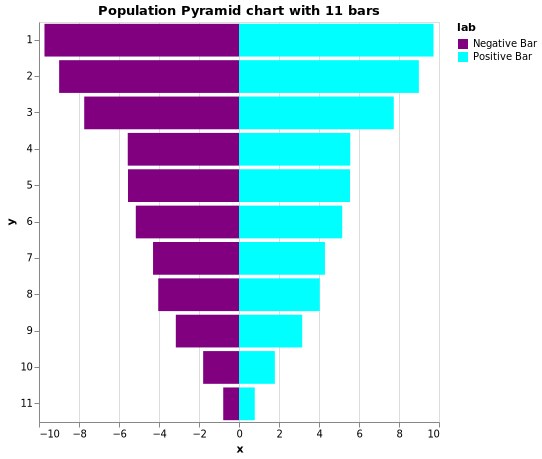 Population Pyramid chart with 11 bars
lab
Negative Bar
Positive Bar
y
1
2
3
4
5
6
7
8
9
10
11
−10 −8 −6 −4 −2 0 2 4 6 8 10
x